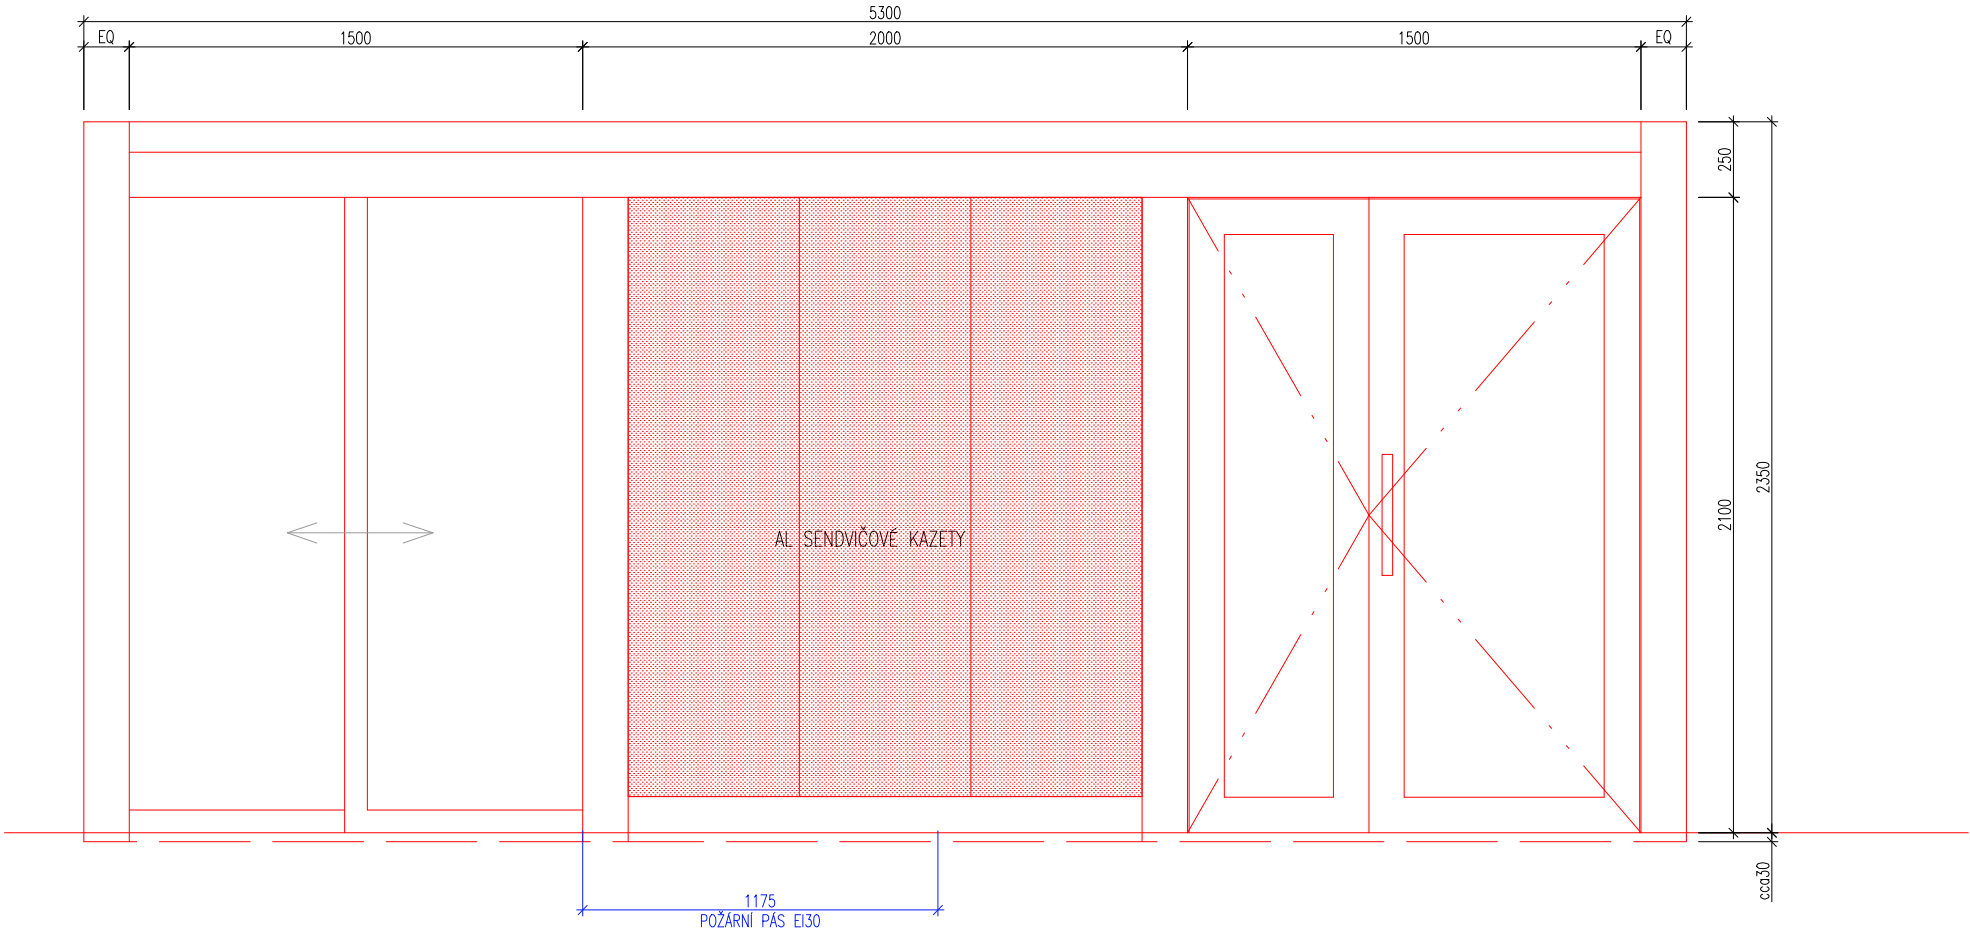 5300
EQ 1500 2000 1500 EQ
250
2350
2100
AL SENDVIČOVÉ KAZETY
cca30
1175
POŽÁRNÍ PÁS EI30